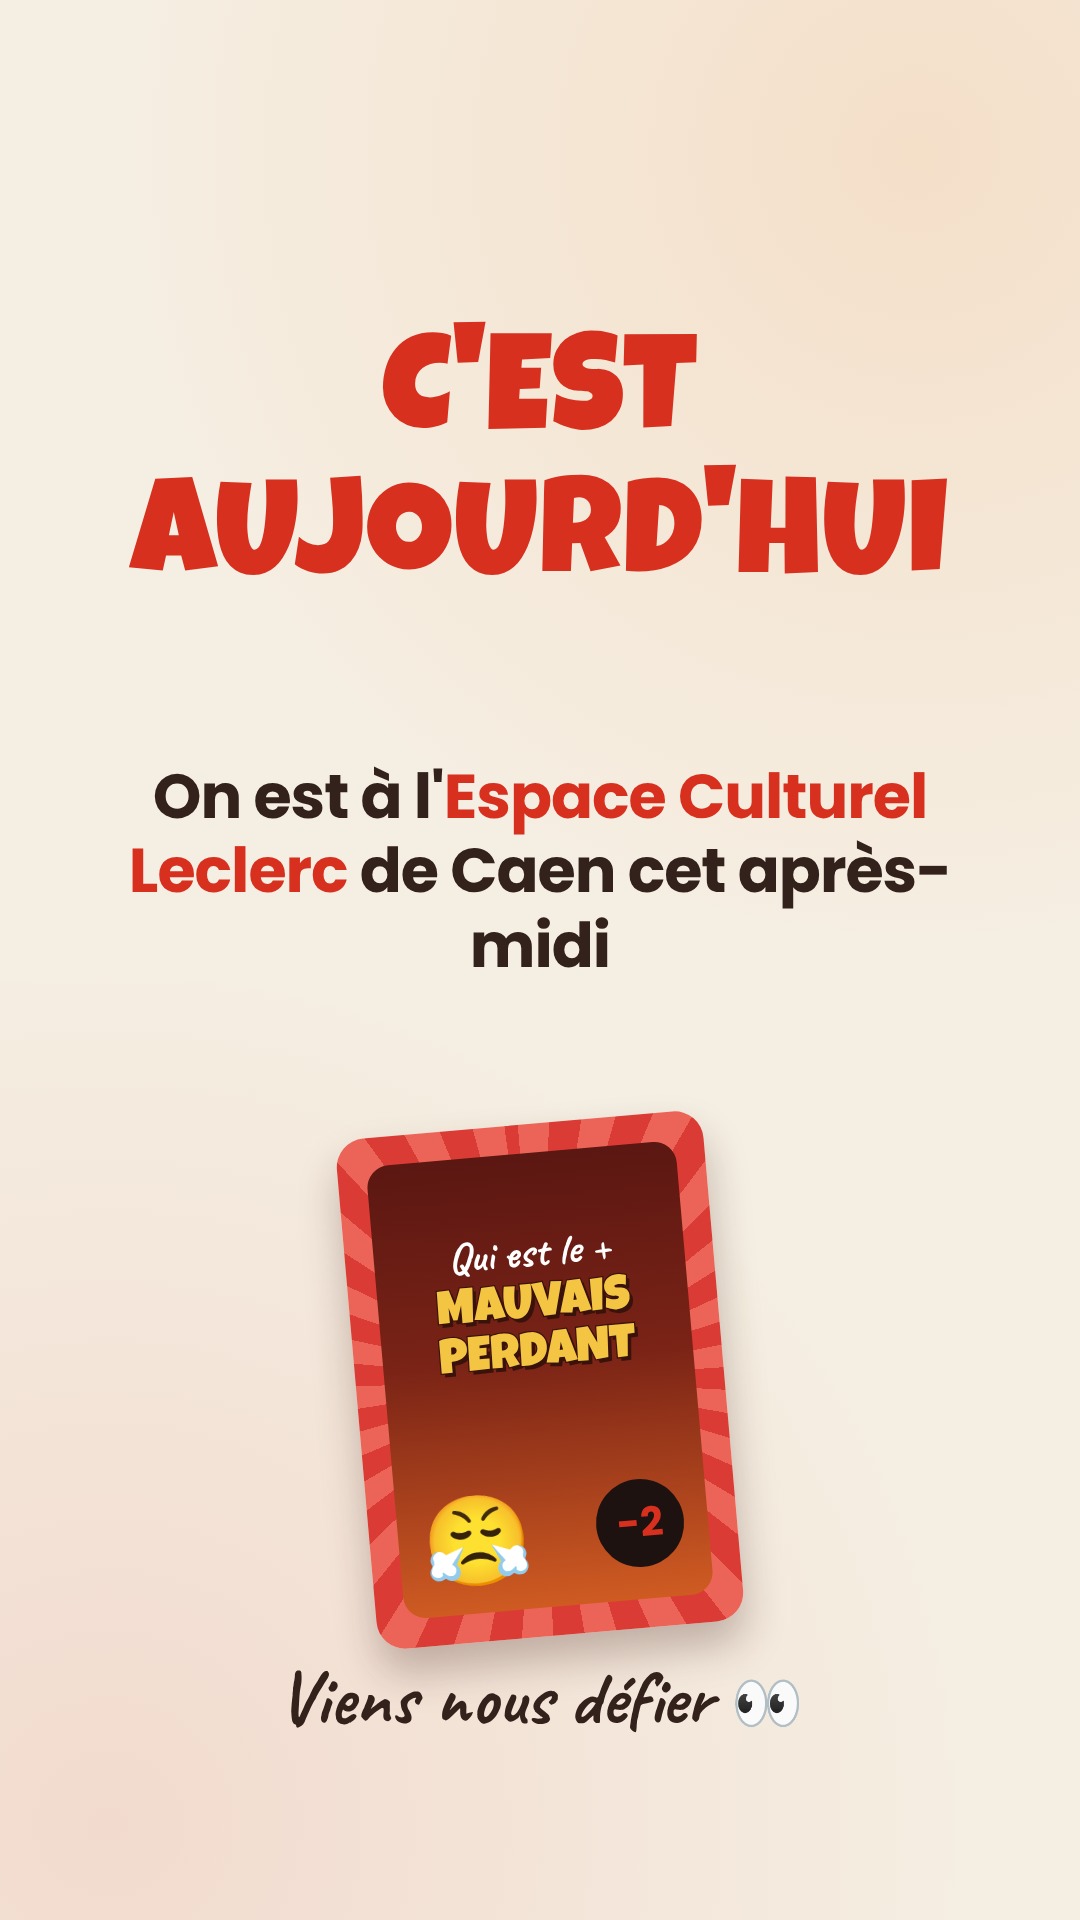 C'EST
AUJOURD'HUI
On est à l'Espace Culturel
Leclerc de Caen cet après-
midi
Qui est le +
MAUVAIS
PERDANT
-2
Viens nous défier 👀